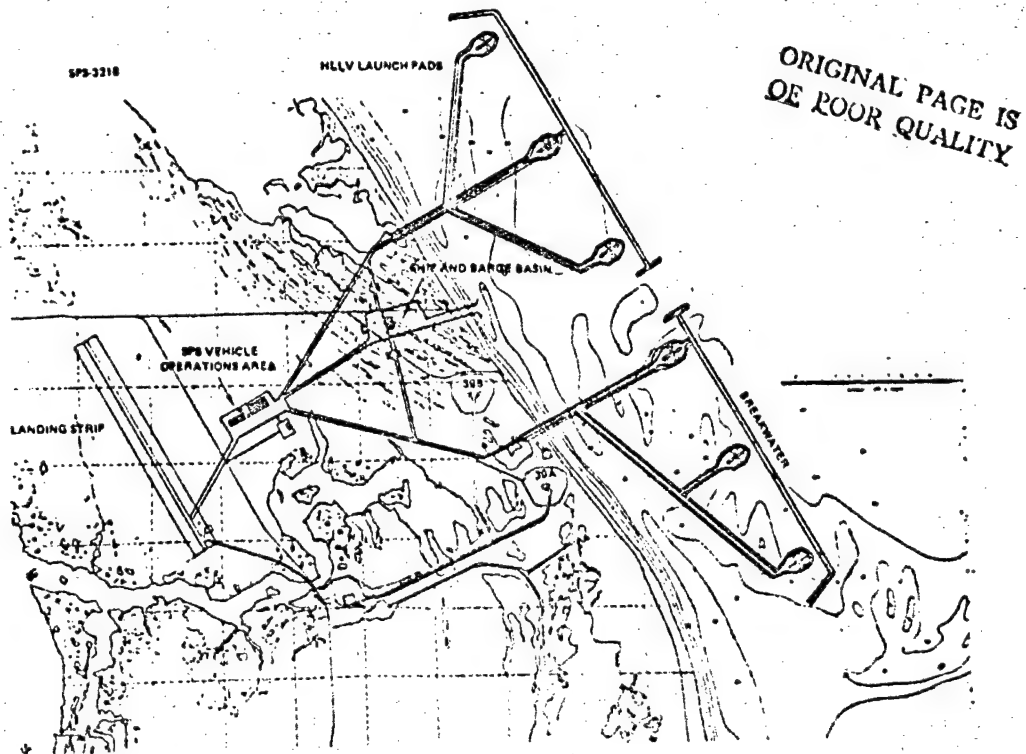 SPS-3218
HLLV LAUNCH PADS
ORIGINAL PAGE IS
OF POOR QUALITY
SHIP AND BARGE BASIN
SPS VEHICLE
OPERATIONS AREA
39B
LANDING STRIP
BREAKWATER
39A